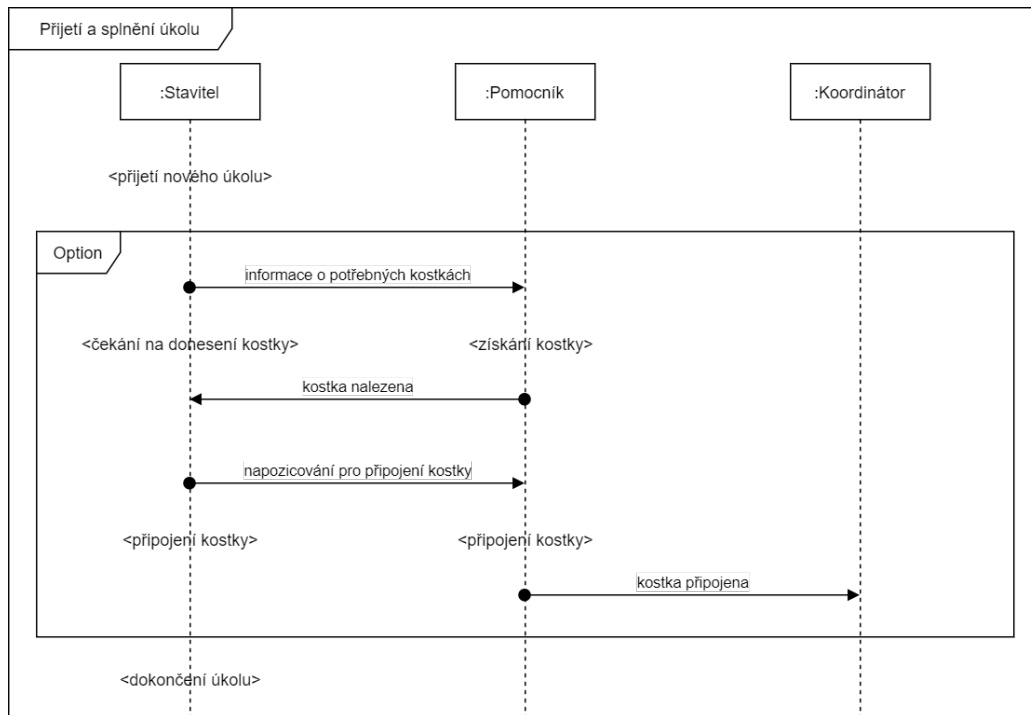 Přijetí a splnění úkolu
:Stavitel
:Pomocník
:Koordinátor
<přijetí nového úkolu>
Option
informace o potřebných kostkách
<čekání na donesení kostky>
<získání kostky>
kostka nalezena
napozicování pro připojení kostky
<připojení kostky>
<připojení kostky>
kostka připojena
<dokončení úkolu>